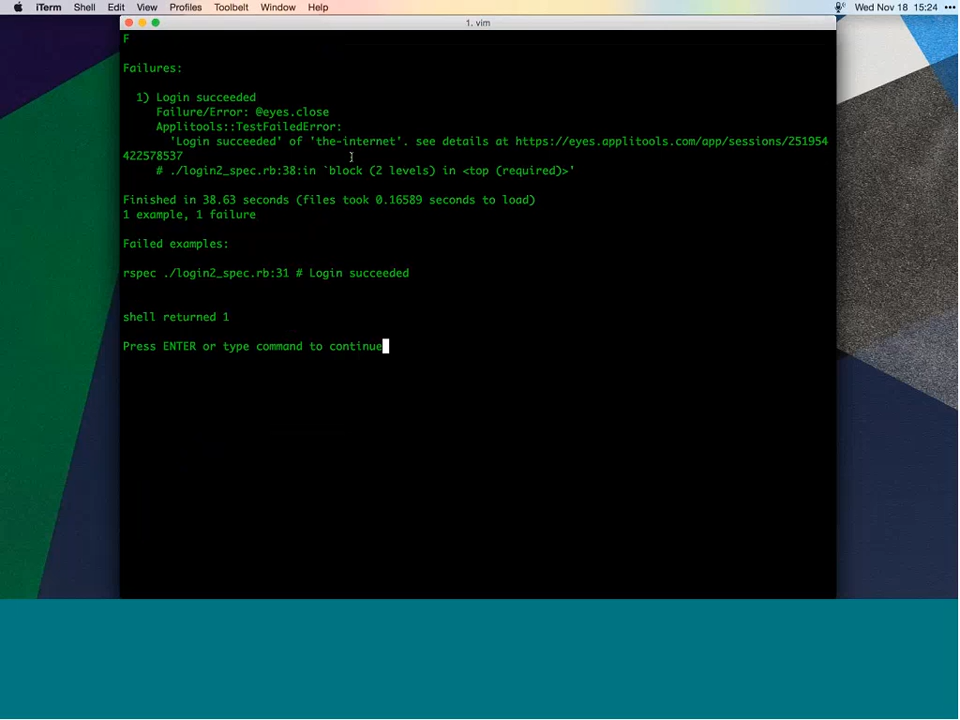 iTerm Shell Edit View Profiles Toolbelt Window Help Wed Nov 18 15:24
1. vim
F
Failures:
1) Login succeeded
Failure/Error: @eyes.close
Applitools::TestFailedError:
'Login succeeded' of 'the-internet'. see details at https://eyes.applitools.com/app/sessions/251954
422578537
# ./login2_spec.rb:38:in `block (2 levels) in <top (required)>'
Finished in 38.63 seconds (files took 0.16589 seconds to load)
1 example, 1 failure
Failed examples:
rspec ./login2_spec.rb:31 # Login succeeded
shell returned 1
Press ENTER or type command to continue